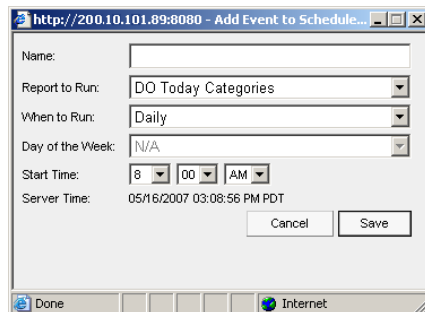 http://200.10.101.89:8080 - Add Event to Schedule...
Name:
Report to Run: DO Today Categories
When to Run: Daily
Day of the Week: N/A
Start Time: 8 00 AM
Server Time: 05/16/2007 03:08:56 PM PDT
Cancel Save
Done Internet